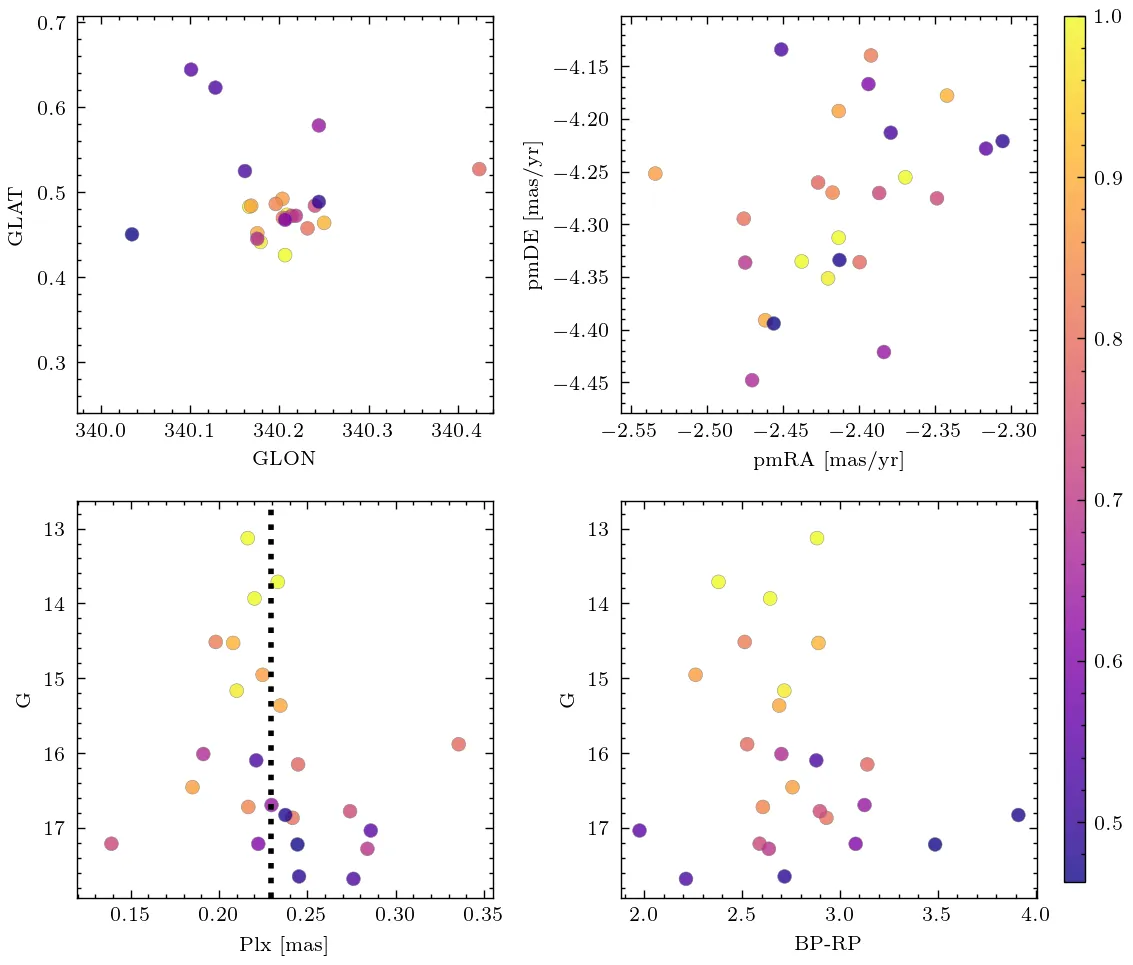 0.7
0.6
0.5
0.4
0.3
GLAT
340.0 340.1 340.2 340.3 340.4
GLON
−4.15
−4.20
−4.25
−4.30
−4.35
−4.40
−4.45
pmDE [mas/yr]
−2.55 −2.50 −2.45 −2.40 −2.35 −2.30
pmRA [mas/yr]
1.0
0.9
0.8
0.7
0.6
0.5
13
14
15
16
17
G
0.15 0.20 0.25 0.30 0.35
Plx [mas]
13
14
15
16
17
G
2.0 2.5 3.0 3.5 4.0
BP-RP